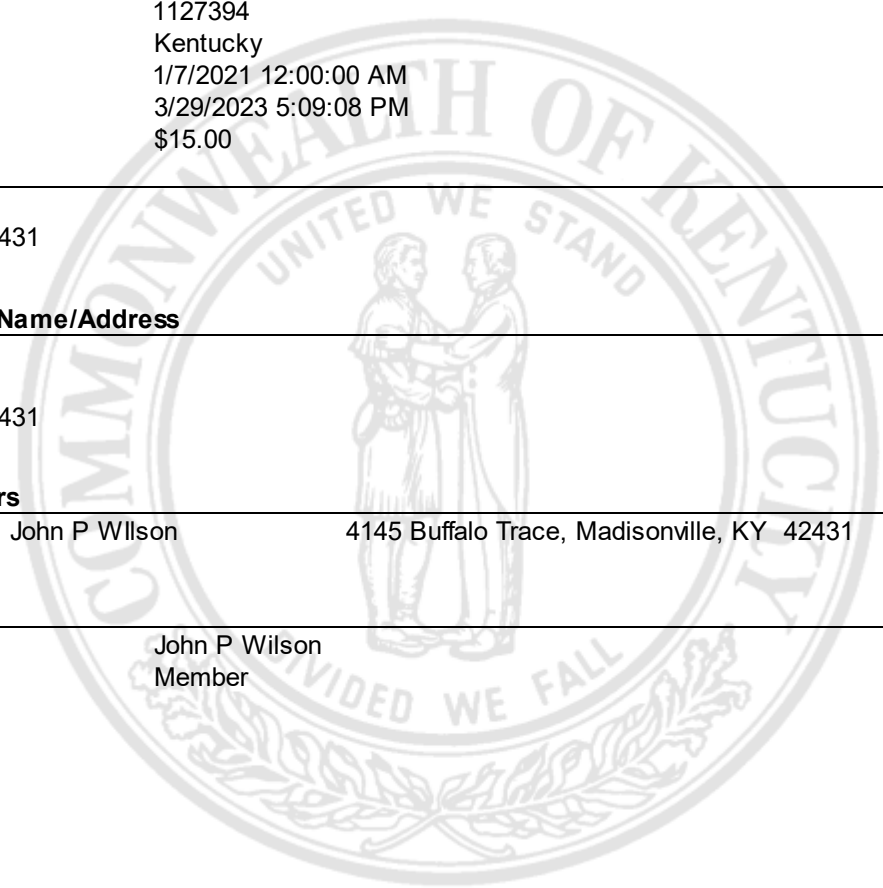 1127394
Kentucky
1/7/2021 12:00:00 AM
3/29/2023 5:09:08 PM
$15.00
431
Name/Address
431
rs
John P WIlson 4145 Buffalo Trace, Madisonville, KY 42431
John P Wilson
Member
COMMONWEALTH OF KENTUCKY
UNITED WE STAND
DIVIDED WE FALL